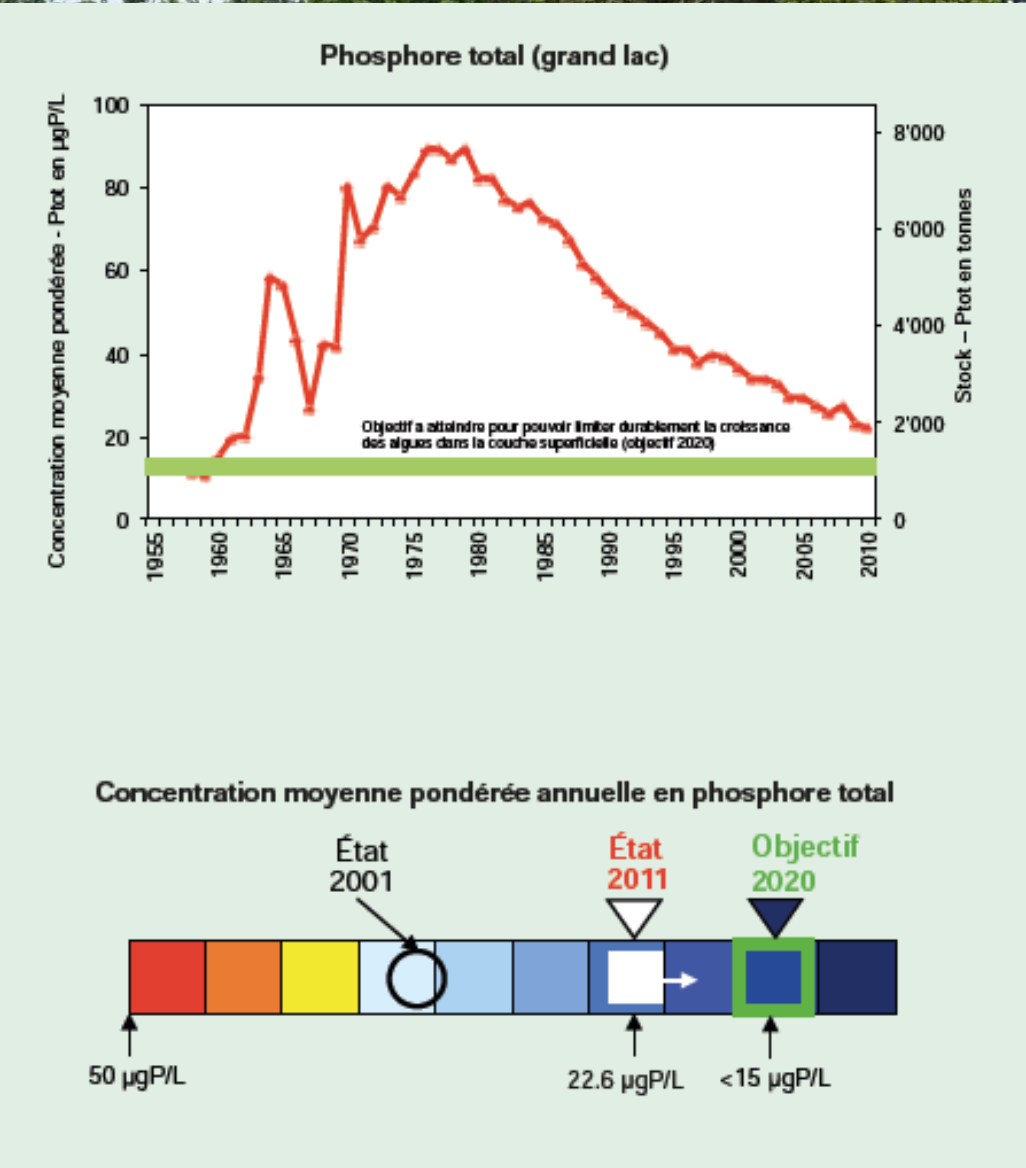 Phosphore total (grand lac)
Concentration moyenne pondérée - Ptot en µgP/L
100
80
60
40
20
0
8'000
6'000
4'000
2'000
0
Stock – Ptot en tonnes
Objectif a atteindre pour pouvoir limiter durablement la croissance
des algues dans la couche superficielle (objectif 2020)
1955
1960
1965
1970
1975
1980
1985
1990
1995
2000
2005
2010
Concentration moyenne pondérée annuelle en phosphore total
État
2001
État
2011
Objectif
2020
50 µgP/L
22.6 µgP/L
<15 µgP/L